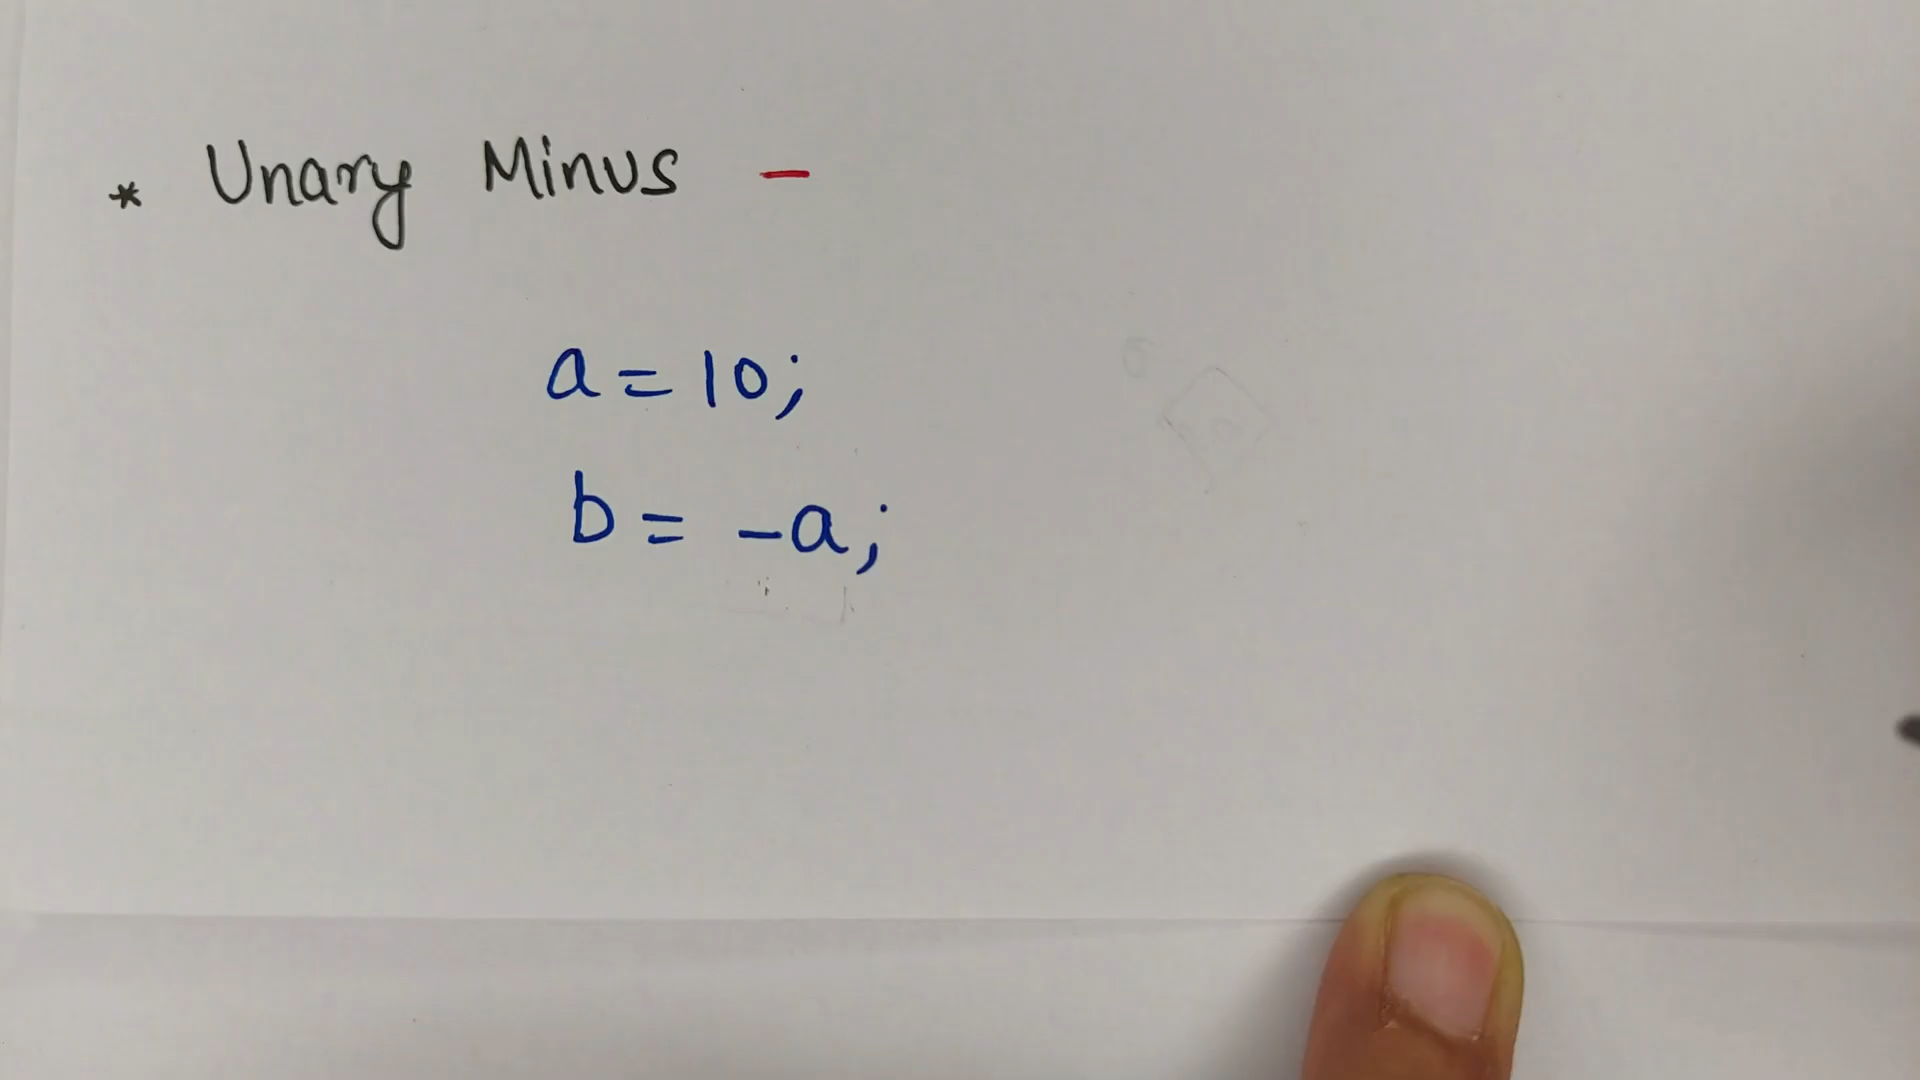 * Unary Minus -
a = 10;
b = -a;